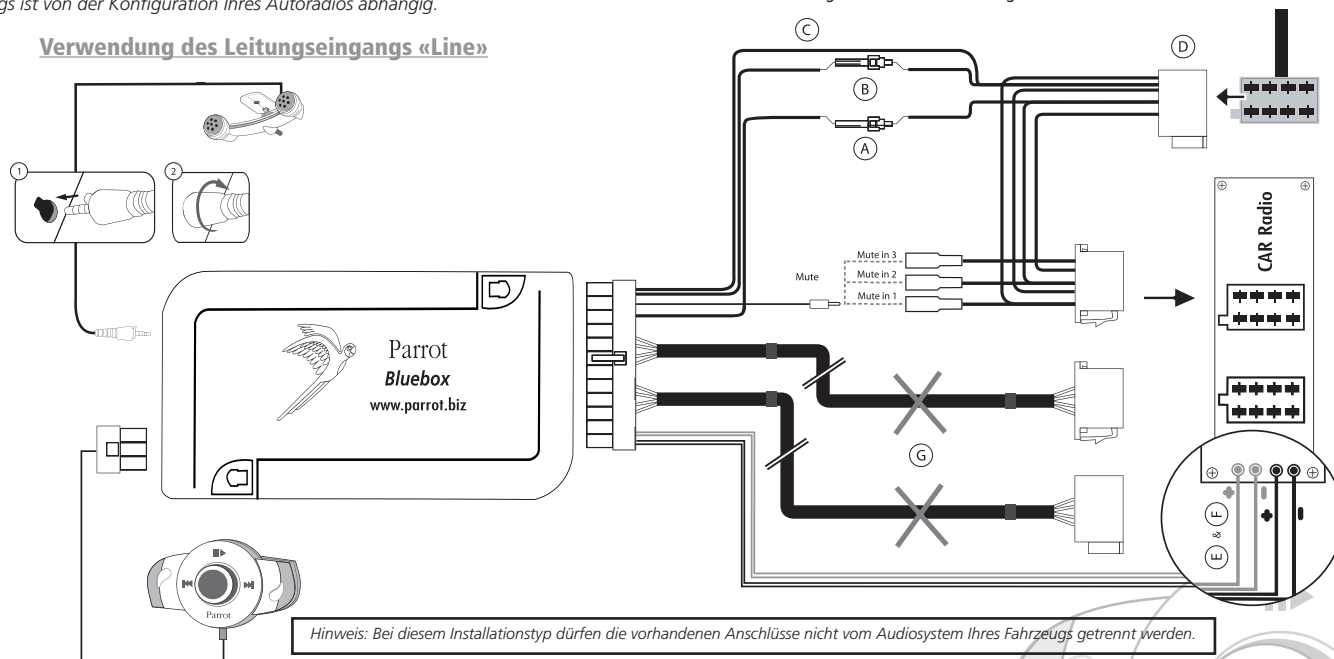 gs ist von der Konfiguration Ihres Autoradios abhängig.
Verwendung des Leitungseingangs «Line»
C
D
B
A
1
2
CAR Radio
Mute in 3
Mute
Mute in 2
Mute in 1
Parrot
Bluebox
www.parrot.biz
G
E & F
Parrot
Hinweis: Bei diesem Installationstyp dürfen die vorhandenen Anschlüsse nicht vom Audiosystem Ihres Fahrzeugs getrennt werden.